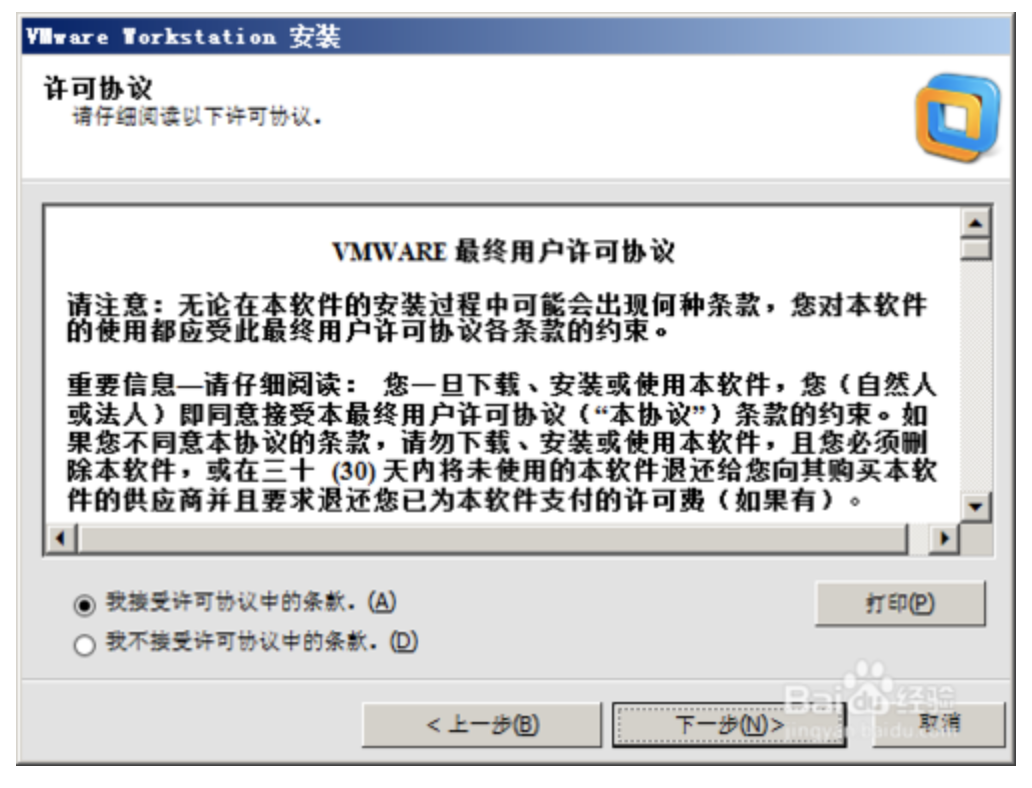 VMware Workstation 安装
许可协议
请仔细阅读以下许可协议。
VMWARE 最终用户许可协议
请注意：无论在本软件的安装过程中可能会出现何种条款，您对本软件
的使用都应受此最终用户许可协议各条款的约束。
重要信息—请仔细阅读： 您一旦下载、安装或使用本软件，您（自然人
或法人）即同意接受本最终用户许可协议（“本协议”）条款的约束。如
果您不同意本协议的条款，请勿下载、安装或使用本软件，且您必须删
除本软件，或在三十 (30) 天内将未使用的本软件退还给您向其购买本软
件的供应商并且要求退还您已为本软件支付的许可费（如果有）。
我接受许可协议中的条款。(A)
打印(P)
我不接受许可协议中的条款。(D)
< 上一步(B)
下一步(N)>
取消
Baidu 经验
jingyan.baidu.com